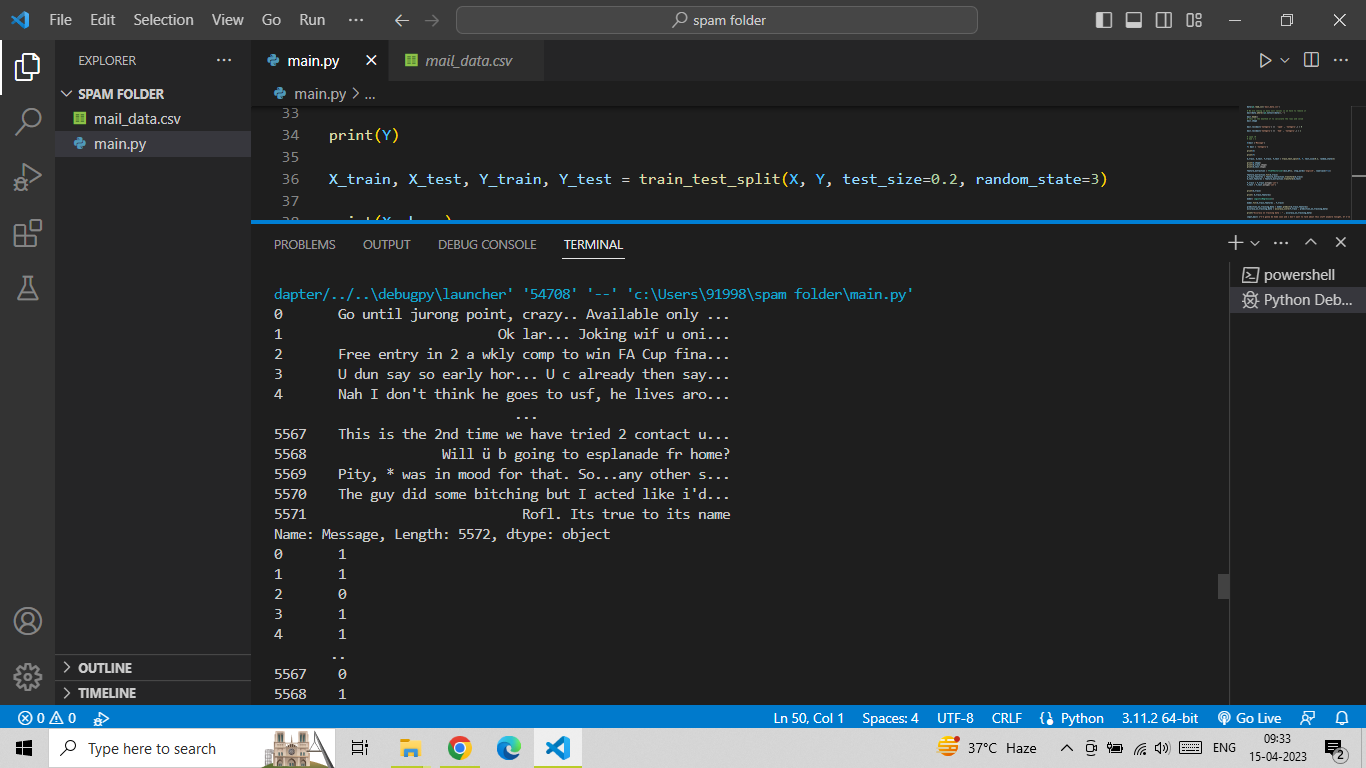 File Edit Selection View Go Run ··· spam folder
EXPLORER ···
main.py
mail_data.csv
SPAM FOLDER
mail_data.csv
main.py
main.py > ...
33
34 print(Y)
35
36 X_train, X_test, Y_train, Y_test = train_test_split(X, Y, test_size=0.2, random_state=3)
37
PROBLEMS OUTPUT DEBUG CONSOLE TERMINAL
powershell
Python Deb...
dapter/../..\debugpy\launcher' '54708' '--' 'c:\Users\91998\spam folder\main.py'
0 Go until jurong point, crazy.. Available only ...
1 Ok lar... Joking wif u oni...
2 Free entry in 2 a wkly comp to win FA Cup fina...
3 U dun say so early hor... U c already then say...
4 Nah I don't think he goes to usf, he lives aro...
...
5567 This is the 2nd time we have tried 2 contact u...
5568 Will ü b going to esplanade fr home?
5569 Pity, * was in mood for that. So...any other s...
5570 The guy did some bitching but I acted like i'd...
5571 Rofl. Its true to its name
Name: Message, Length: 5572, dtype: object
0 1
1 1
2 0
3 1
4 1
..
5567 0
5568 1
OUTLINE
TIMELINE
0 0 Ln 50, Col 1 Spaces: 4 UTF-8 CRLF Python 3.11.2 64-bit Go Live
Type here to search 37°C Haze ENG 09:33
15-04-2023
2